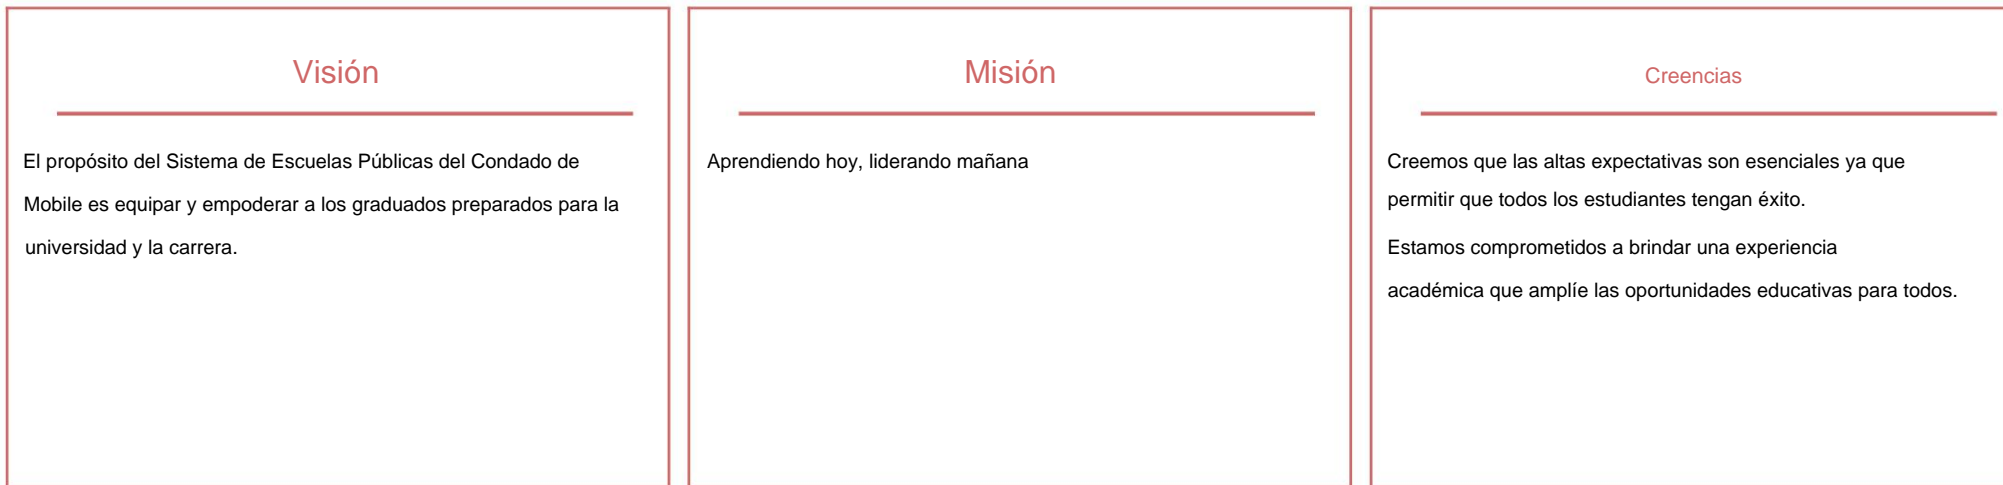 Visión
El propósito del Sistema de Escuelas Públicas del Condado de
Mobile es equipar y empoderar a los graduados preparados para la
universidad y la carrera.
Misión
Aprendiendo hoy, liderando mañana
Creencias
Creemos que las altas expectativas son esenciales ya que
permitir que todos los estudiantes tengan éxito.
Estamos comprometidos a brindar una experiencia
académica que amplíe las oportunidades educativas para todos.